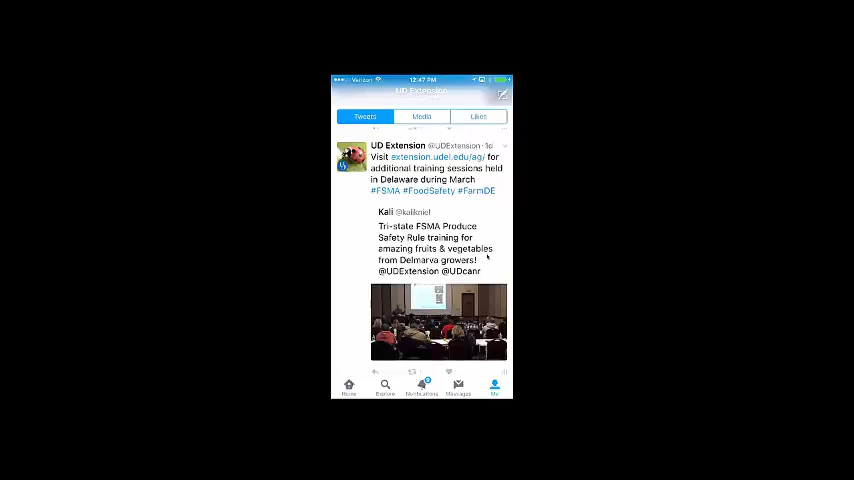 Verizon 12:47 PM
UD Extension
Tweets Media Likes
UD Extension @UDExtension · 1d
Visit extension.udel.edu/ag/ for
additional training sessions held
in Delaware during March
#FSMA #FoodSafety #FarmDE
Kali @kalikniel
Tri-state FSMA Produce
Safety Rule training for
amazing fruits & vegetables
from Delmarva growers!
@UDExtension @UDcanr
Home Explore Notifications Messages Me